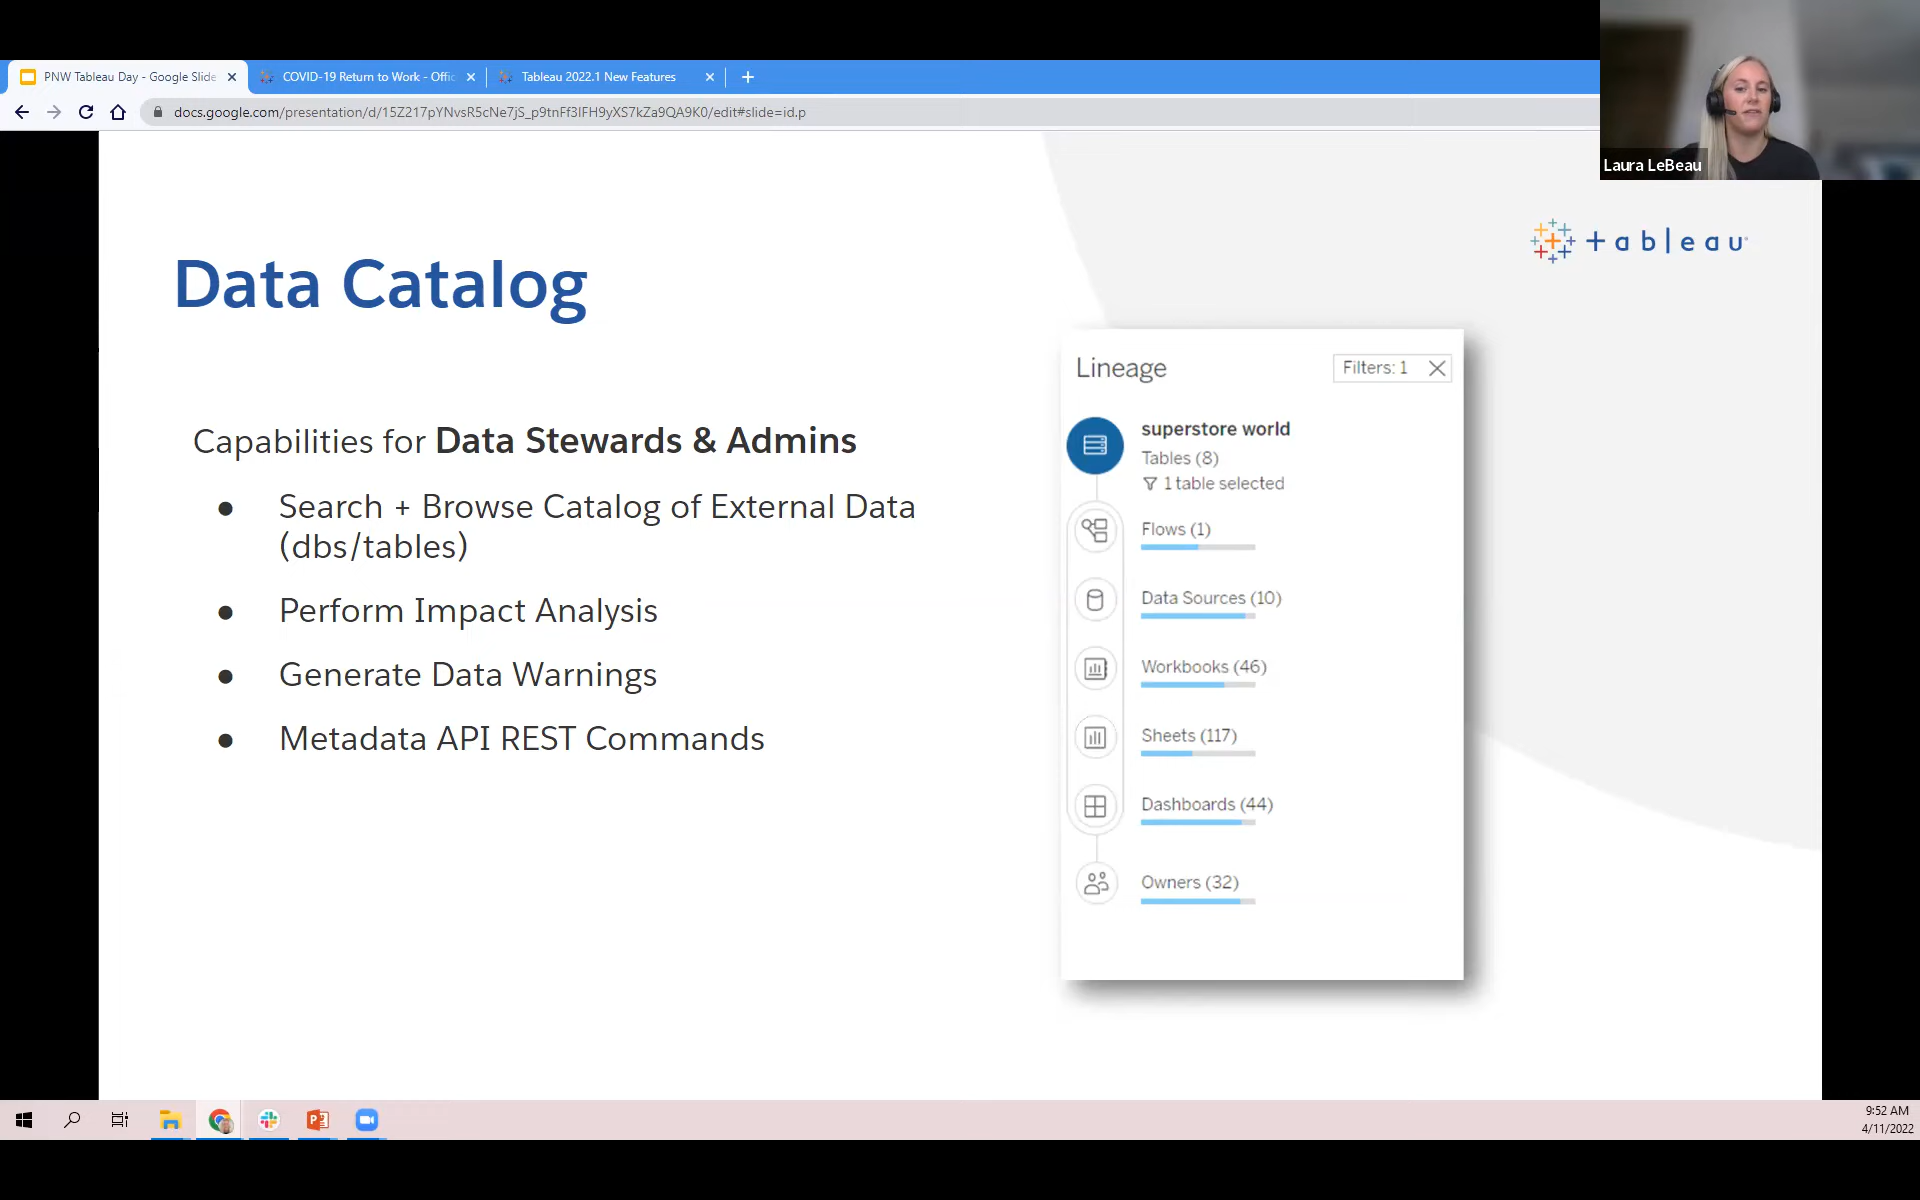 PNW Tableau Day - Google Slide
COVID-19 Return to Work - Offic
Tableau 2022.1 New Features
docs.google.com/presentation/d/15Z217pYNvsR5cNe7jS_p9tnFf3lFH9yXS7kZa9QA9K0/edit#slide=id.p
Laura LeBeau
+ableau
Data Catalog
Capabilities for Data Stewards & Admins
● Search + Browse Catalog of External Data
(dbs/tables)
● Perform Impact Analysis
● Generate Data Warnings
● Metadata API REST Commands
Lineage
Filters: 1
superstore world
Tables (8)
1 table selected
Flows (1)
Data Sources (10)
Workbooks (46)
Sheets (117)
Dashboards (44)
Owners (32)
9:52 AM
4/11/2022